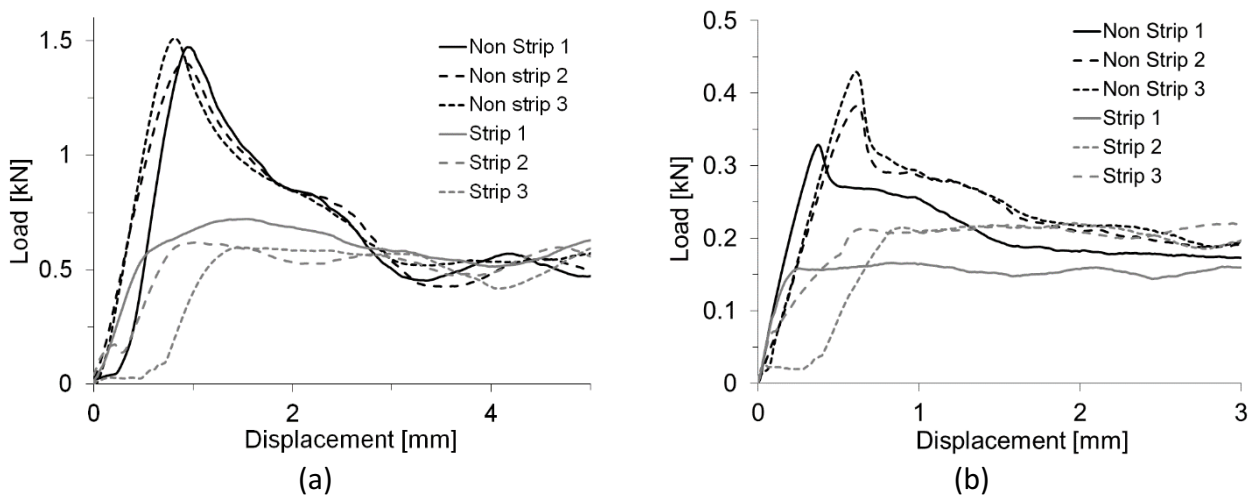 1.5
1
0.5
0
Load [kN]
0 2 4
Displacement [mm]
Non Strip 1
Non strip 2
Non strip 3
Strip 1
Strip 2
Strip 3
(a)
0.5
0.4
0.3
0.2
0.1
0
Load [kN]
0 1 2 3
Displacement [mm]
Non Strip 1
Non Strip 2
Non Strip 3
Strip 1
Strip 2
Strip 3
(b)